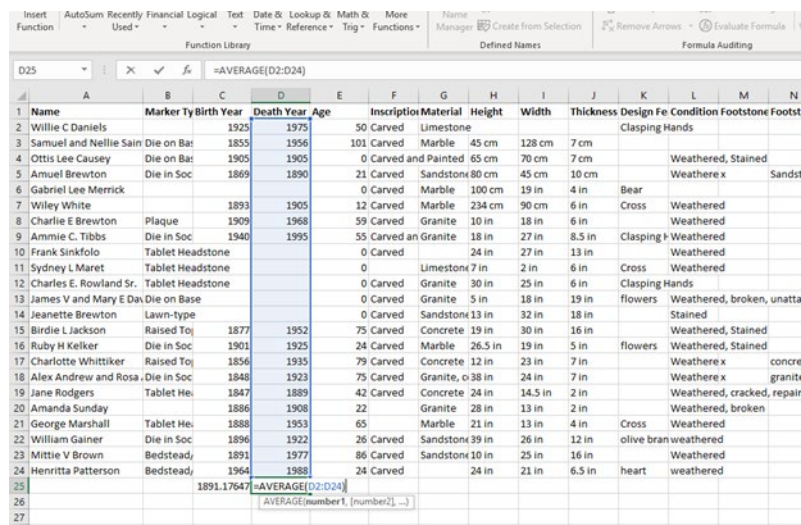 Insert AutoSum Recently Financial Logical Text Date & Lookup & Math & More Name Create from Selection Remove Arrows Evaluate Formula
Function Used Time Reference Trig Functions Manager
Function Library Defined Names Formula Auditing
D25 fx =AVERAGE(D2:D24)
A B C D E F G H I J K L M N
1 Name Marker Ty Birth Year Death Year Age Inscription Material Height Width Thickness Design Fe Condition Footstone Footst
2 Willie C Daniels 1925 1975 50 Carved Limestone Clasping Hands
3 Samuel and Nellie Sain Die on Bas 1855 1956 101 Carved Marble 45 cm 128 cm 7 cm
4 Ottis Lee Causey Die on Bas 1905 1905 0 Carved and Painted 65 cm 70 cm 7 cm Weathered, Stained
5 Amuel Brewton Die in Soc 1869 1890 21 Carved Sandstone 80 cm 45 cm 10 cm Weathere x Sandst
6 Gabriel Lee Merrick 0 Carved Marble 100 cm 19 in 4 in Bear
7 Wiley White 1893 1905 12 Carved Marble 234 cm 90 cm 6 in Cross Weathered
8 Charlie E Brewton Plaque 1909 1968 59 Carved Granite 10 in 18 in 6 in Weathered
9 Ammie C. Tibbs Die in Soc 1940 1995 55 Carved an Granite 18 in 27 in 8.5 in Clasping H Weathered
10 Frank Sinkfolo Tablet Headstone 0 Carved 24 in 27 in 13 in Weathered
11 Sydney L Maret Tablet Headstone 0 Limestone 7 in 2 in 6 in Cross Weathered
12 Charles E. Rowland Sr. Tablet Headstone 0 Carved Granite 30 in 25 in 6 in Clasping Hands
13 James V and Mary E Dav Die on Base 0 Carved Granite 5 in 18 in 19 in flowers Weathered, broken, unatta
14 Jeanette Brewton Lawn-type 0 Carved Sandstone 13 in 32 in 18 in Stained
15 Birdie L Jackson Raised To 1877 1952 75 Carved Concrete 19 in 30 in 16 in Weathered, Stained
16 Ruby H Kelker Die in Soc 1901 1925 24 Carved Marble 26.5 in 19 in 5 in flowers Weathered, Stained
17 Charlotte Whittiker Raised To 1856 1935 79 Carved Concrete 12 in 23 in 7 in Weathere x concre
18 Alex Andrew and Rosa Die in Soc 1848 1923 75 Carved Granite, c 38 in 24 in 7 in Weathere x granite
19 Jane Rodgers Tablet Hea 1847 1889 42 Carved Concrete 24 in 14.5 in 2 in Weathered, cracked, repair
20 Amanda Sunday 1886 1908 22 Granite 28 in 13 in 2 in Weathered, broken
21 George Marshall Tablet Hea 1888 1953 65 Marble 21 in 13 in 4 in Cross Weathered
22 William Gainer Die in Soc 1896 1922 26 Carved Sandstone 39 in 26 in 12 in olive bran weathered
23 Mittie V Brown Bedstead/ 1891 1977 86 Carved Sandstone 10 in 25 in 16 in Weathered
24 Henritta Patterson Bedstead/ 1964 1988 24 Carved 24 in 21 in 6.5 in heart weathered
25 1891.17647 =AVERAGE(D2:D24)
26 AVERAGE(number1, [number2], ...)
27